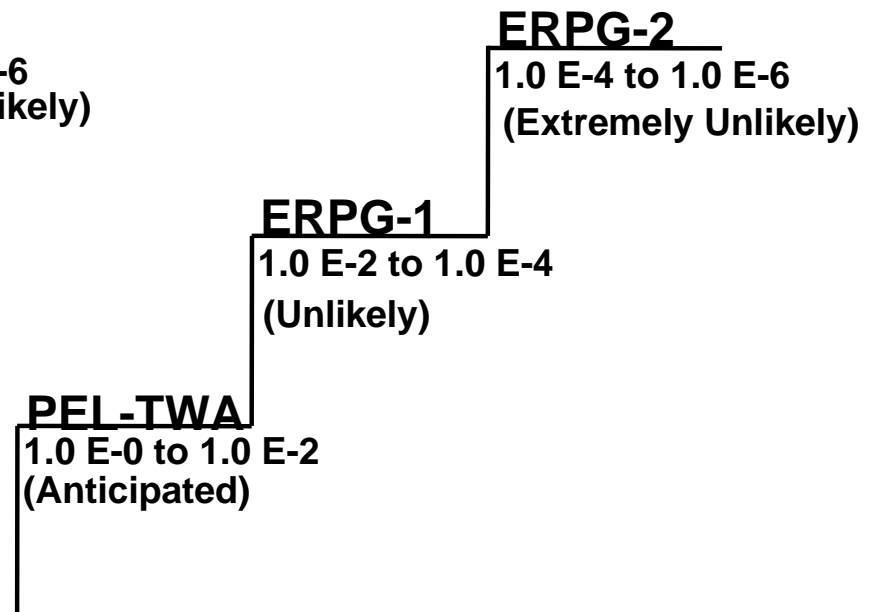 ERPG-2
-6
1.0 E-4 to 1.0 E-6
(Extremely Unlikely)
ERPG-1
1.0 E-2 to 1.0 E-4
(Unlikely)
PEL-TWA
1.0 E-0 to 1.0 E-2
(Anticipated)